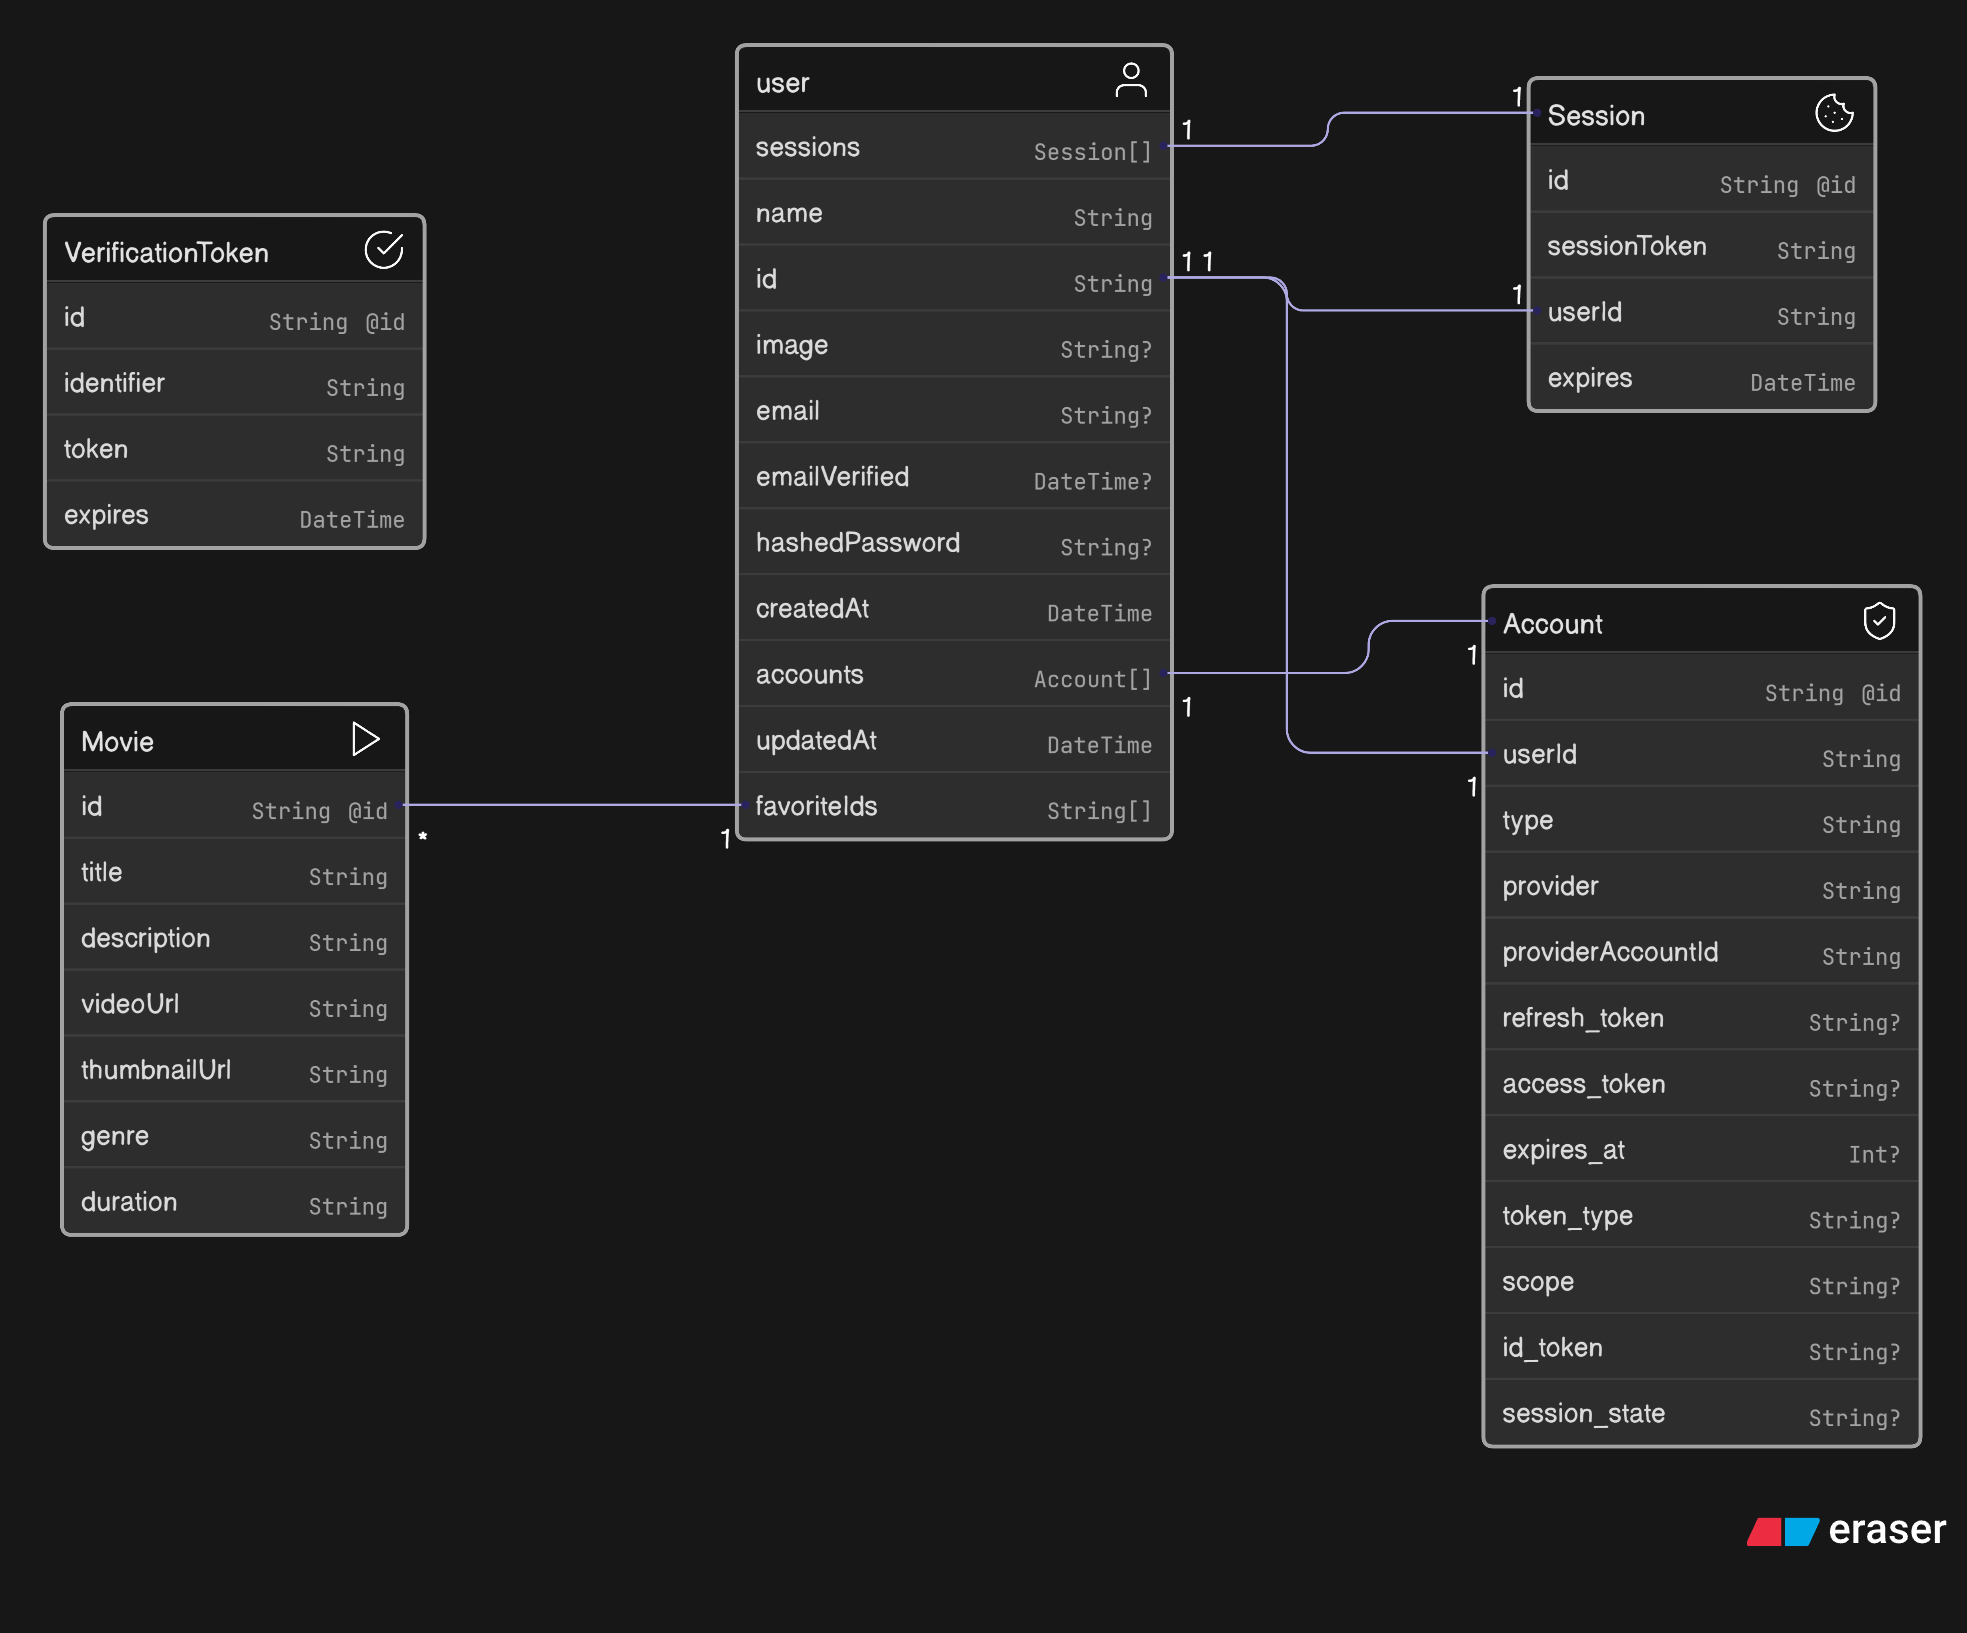 VerificationToken
id String @id
identifier String
token String
expires DateTime
Movie
id String @id
title String
description String
videoUrl String
thumbnailUrl String
genre String
duration String
*
1
user
sessions Session[]
name String
id String
image String?
email String?
emailVerified DateTime?
hashedPassword String?
createdAt DateTime
accounts Account[]
updatedAt DateTime
favoriteIds String[]
1
1 1
1
1
1
Session
id String @id
sessionToken String
userId String
expires DateTime
1
1
Account
id String @id
userId String
type String
provider String
providerAccountId String
refresh_token String?
access_token String?
expires_at Int?
token_type String?
scope String?
id_token String?
session_state String?
eraser